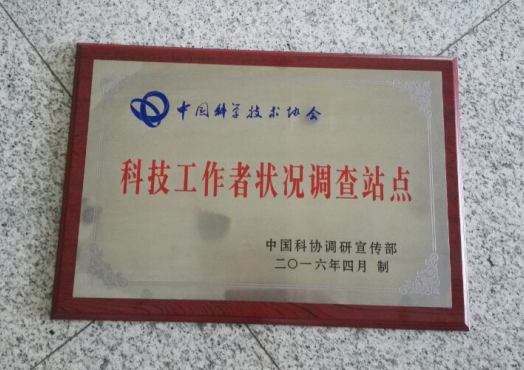 中国科学技术协会
科技工作者状况调查站点
中国科协调研宣传部
二〇一六年四月 制